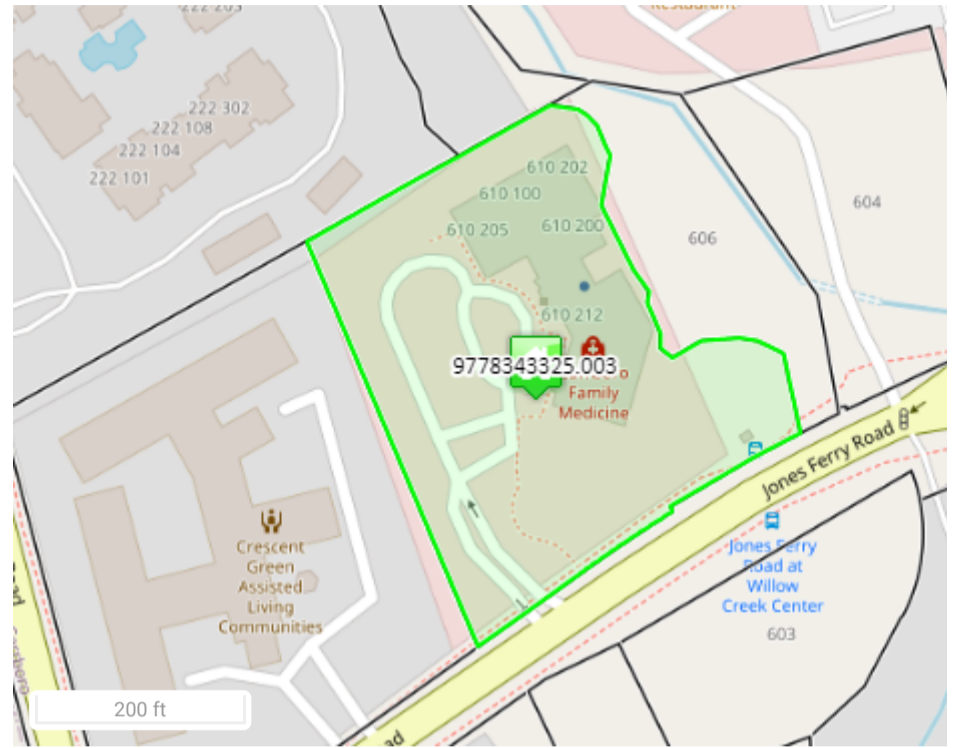 222 203
Restaurant
222 302
222 108
222 104
222 101
610 202
610 100
610 205
610 200
604
606
610 212
9778343325.003
Family
Medicine
Jones Ferry Road
Crescent
Green
Assisted
Living
Communities
Jones Ferry
Road at
Willow
Creek Center
603
200 ft